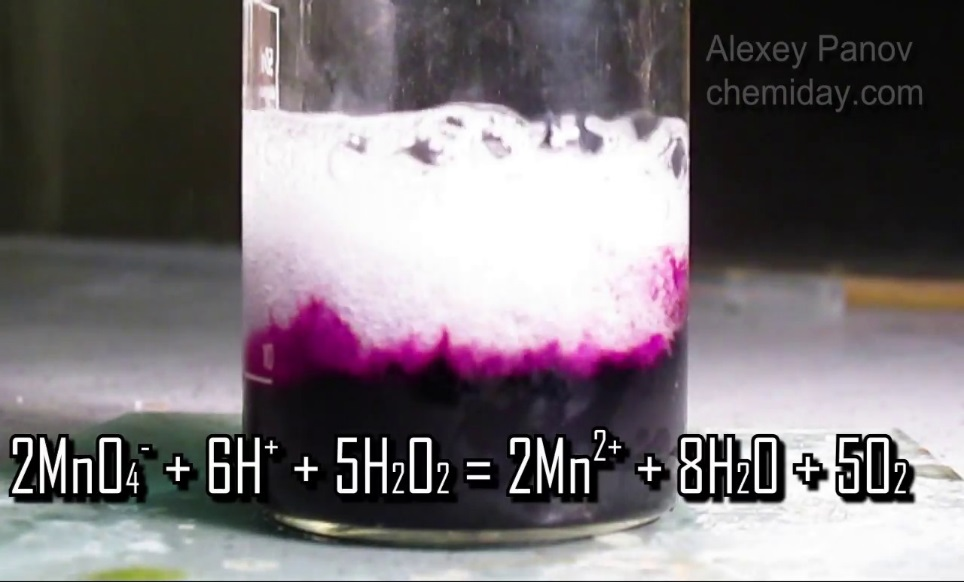 Alexey Panov
chemiday.com
2MnO₄⁻ + 6H⁺ + 5H₂O₂ = 2Mn²⁺ + 8H₂O + 5O₂